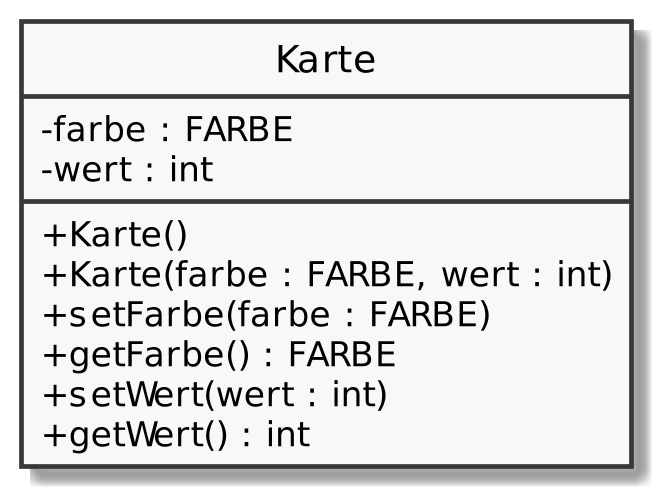 Karte
-farbe : FARBE
-wert : int
+Karte()
+Karte(farbe : FARBE, wert : int)
+setFarbe(farbe : FARBE)
+getFarbe() : FARBE
+setWert(wert : int)
+getWert() : int